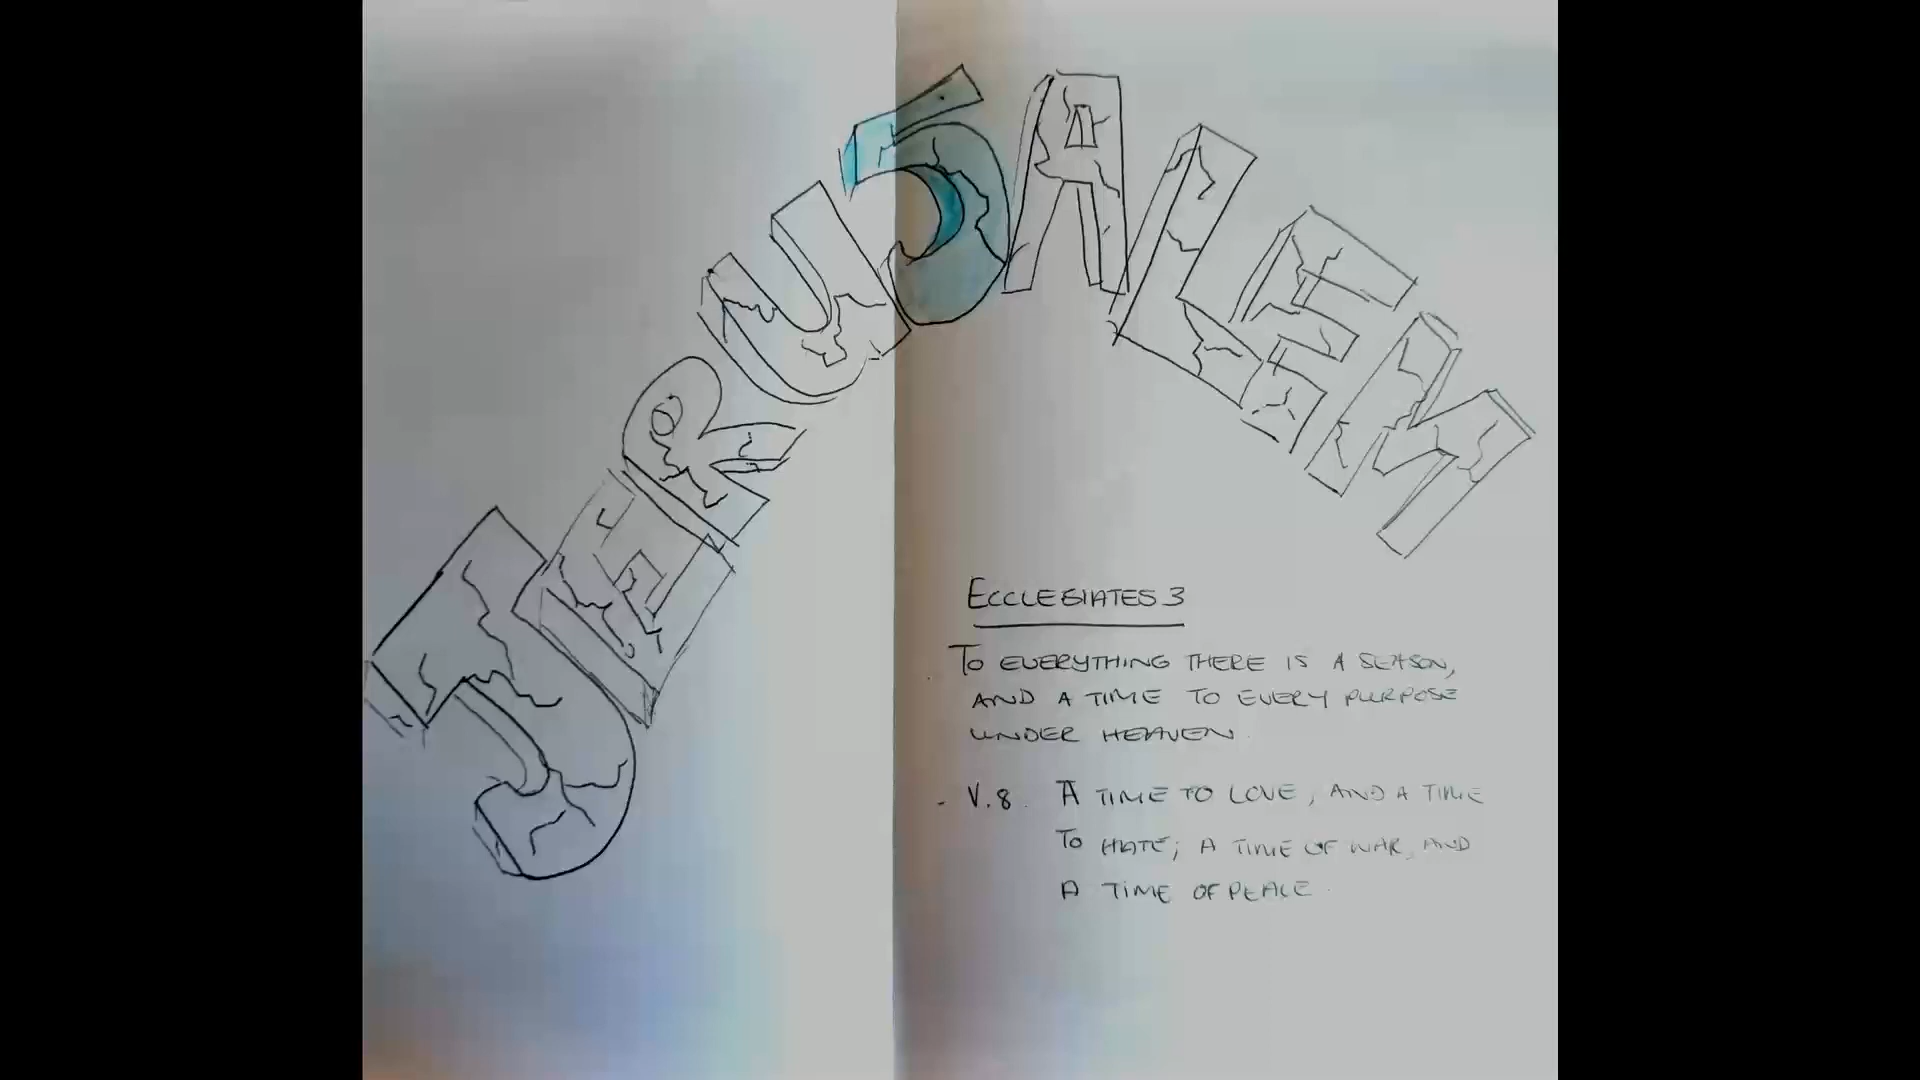 JERUSALEM
ECCLESIATES 3
TO EVERYTHING THERE IS A SEASON,
AND A TIME TO EVERY PURPOSE
UNDER HEAVEN.
- V.8. A TIME TO LOVE, AND A TIME
TO HATE; A TIME OF WAR, AND
A TIME OF PEACE.